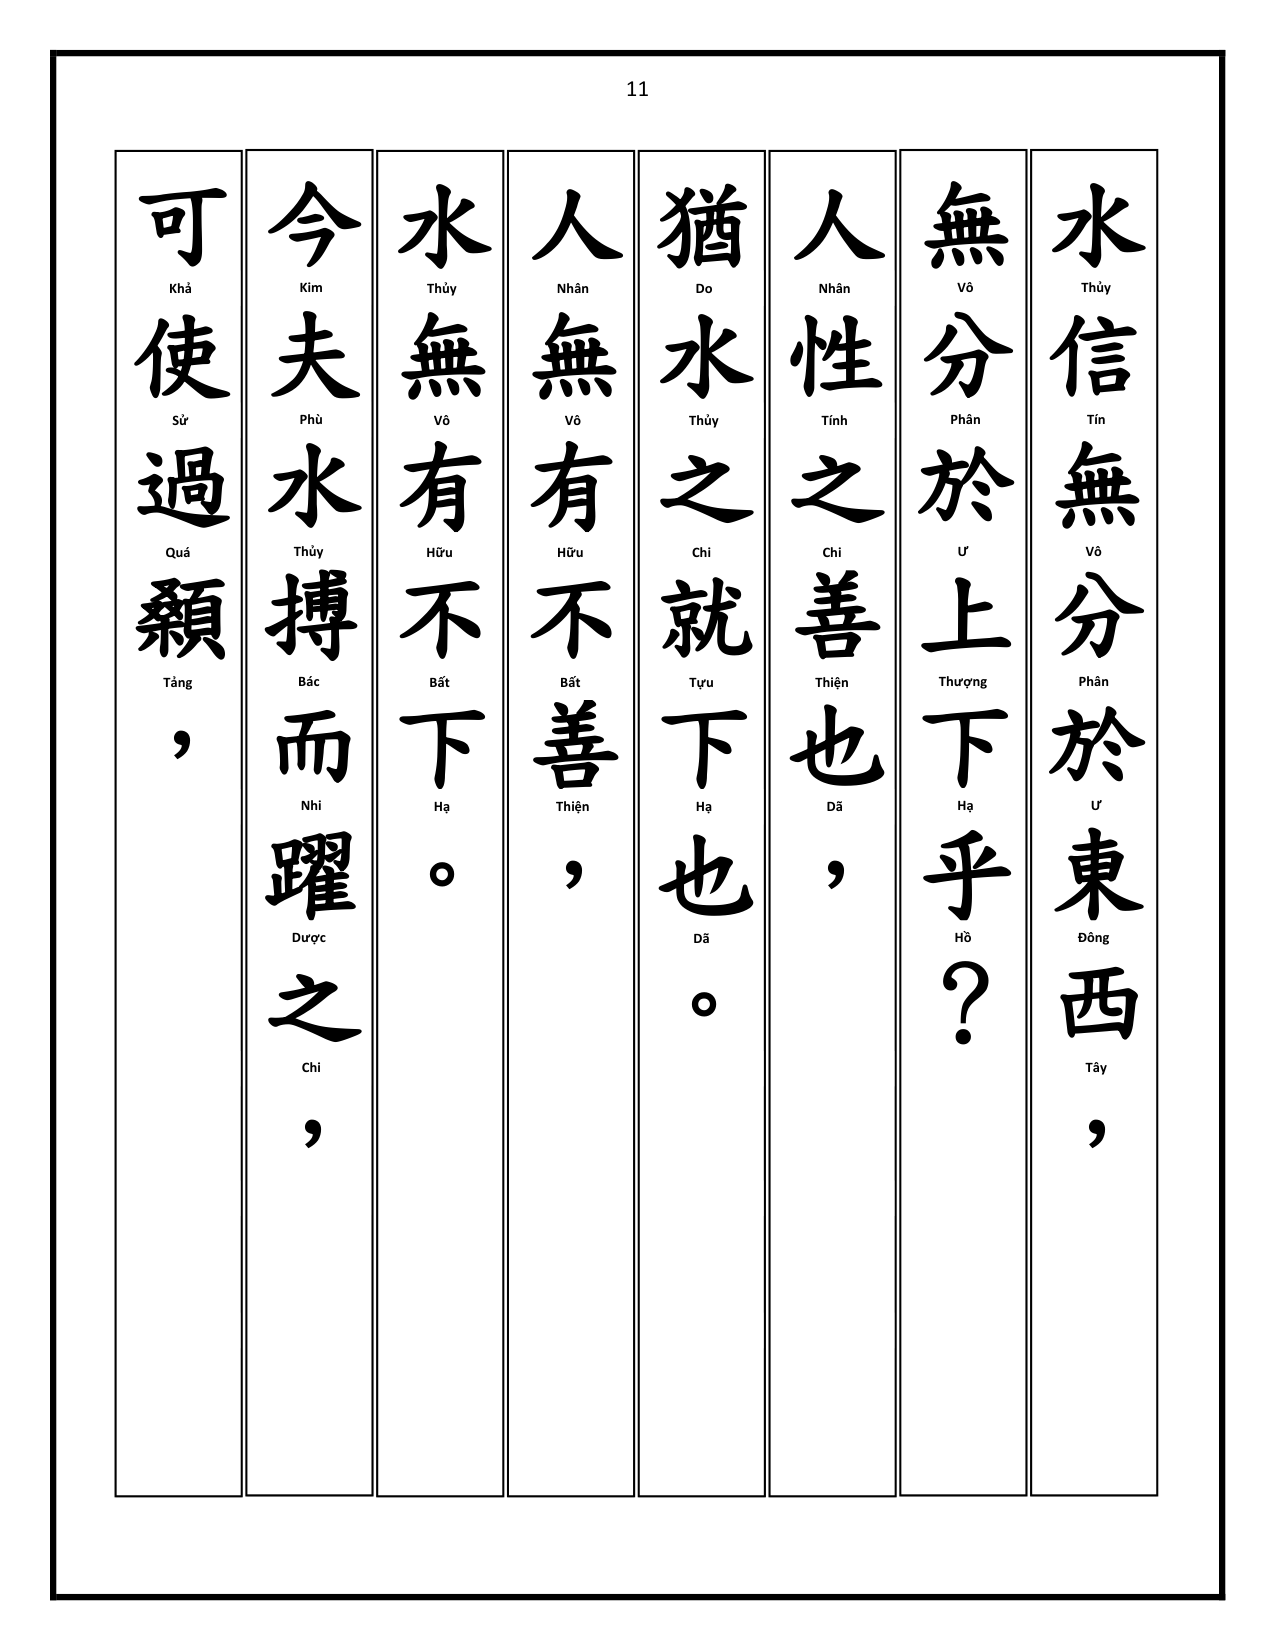 11
水信無分於東西，
Thủy Tín Vô Phân Ư Đông Tây
無分於上下乎？
Vô Phân Ư Thượng Hạ Hồ
人性之善也，
Nhân Tính Chi Thiện Dã
猶水之就下也。
Do Thủy Chi Tựu Hạ Dã
人無有不善，
Nhân Vô Hữu Bất Thiện
水無有不下。
Thủy Vô Hữu Bất Hạ
今夫水搏而躍之，
Kim Phù Thủy Bác Nhi Dược Chi
可使過顙，
Khả Sử Quá Tảng